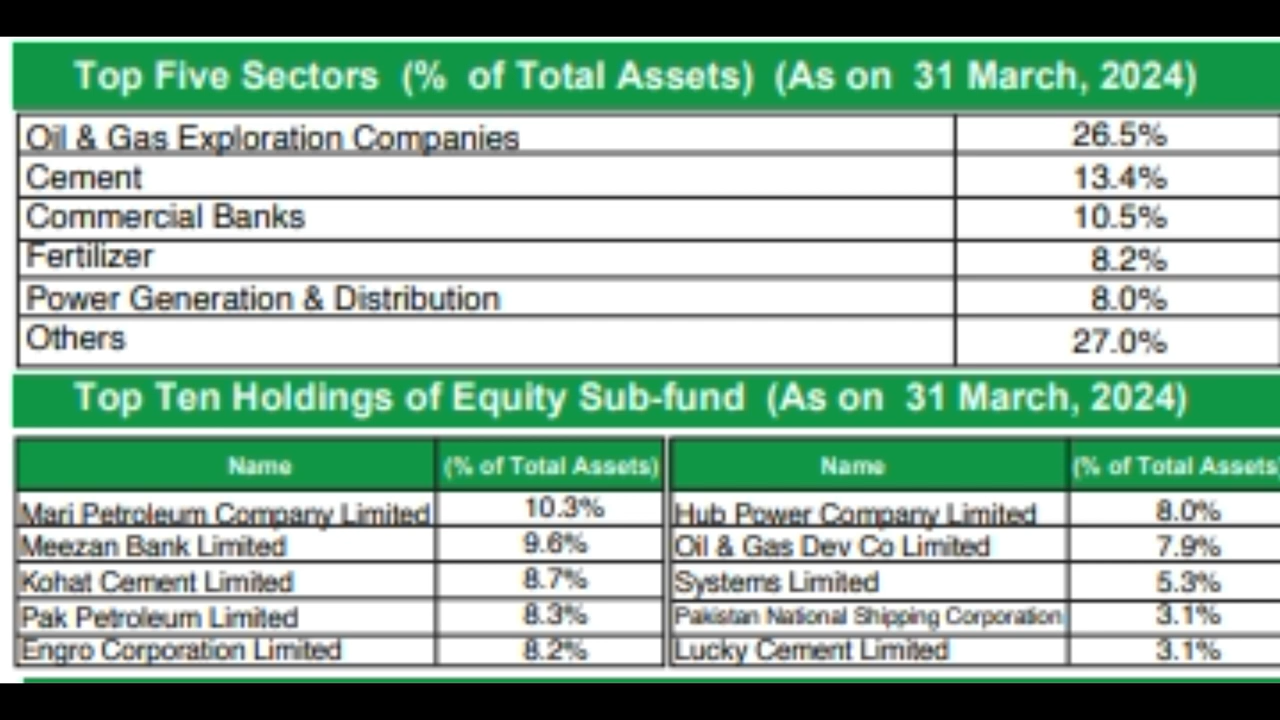 Top Five Sectors (% of Total Assets) (As on 31 March, 2024)
Oil & Gas Exploration Companies 26.5%
Cement 13.4%
Commercial Banks 10.5%
Fertilizer 8.2%
Power Generation & Distribution 8.0%
Others 27.0%
Top Ten Holdings of Equity Sub-fund (As on 31 March, 2024)
Name (% of Total Assets) Name (% of Total Assets)
Mari Petroleum Company Limited 10.3% Hub Power Company Limited 8.0%
Meezan Bank Limited 9.6% Oil & Gas Dev Co Limited 7.9%
Kohat Cement Limited 8.7% Systems Limited 5.3%
Pak Petroleum Limited 8.3% Pakistan National Shipping Corporation 3.1%
Engro Corporation Limited 8.2% Lucky Cement Limited 3.1%